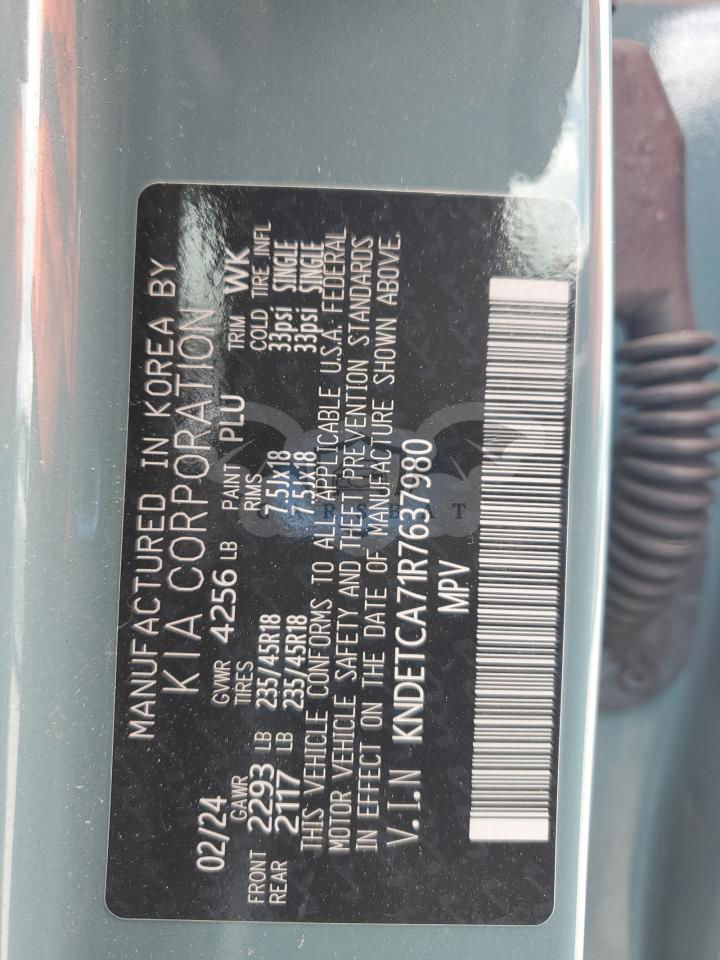 MANUFACTURED IN KOREA BY
KIA CORPORATION
02/24 GVWR 4256 LB PAINT PLU TRIM WK
GAWR TIRES RIMS COLD TIRE INFL
FRONT 2293 LB 235/45R18 7.5JX18 33psi SINGLE
REAR 2117 LB 235/45R18 7.5JX18 33psi SINGLE
THIS VEHICLE CONFORMS TO ALL APPLICABLE U.S.A. FEDERAL
MOTOR VEHICLE SAFETY AND THEFT PREVENTION STANDARDS
IN EFFECT ON THE DATE OF MANUFACTURE SHOWN ABOVE.
V.I.N KNDETCA71R7637980
MPV